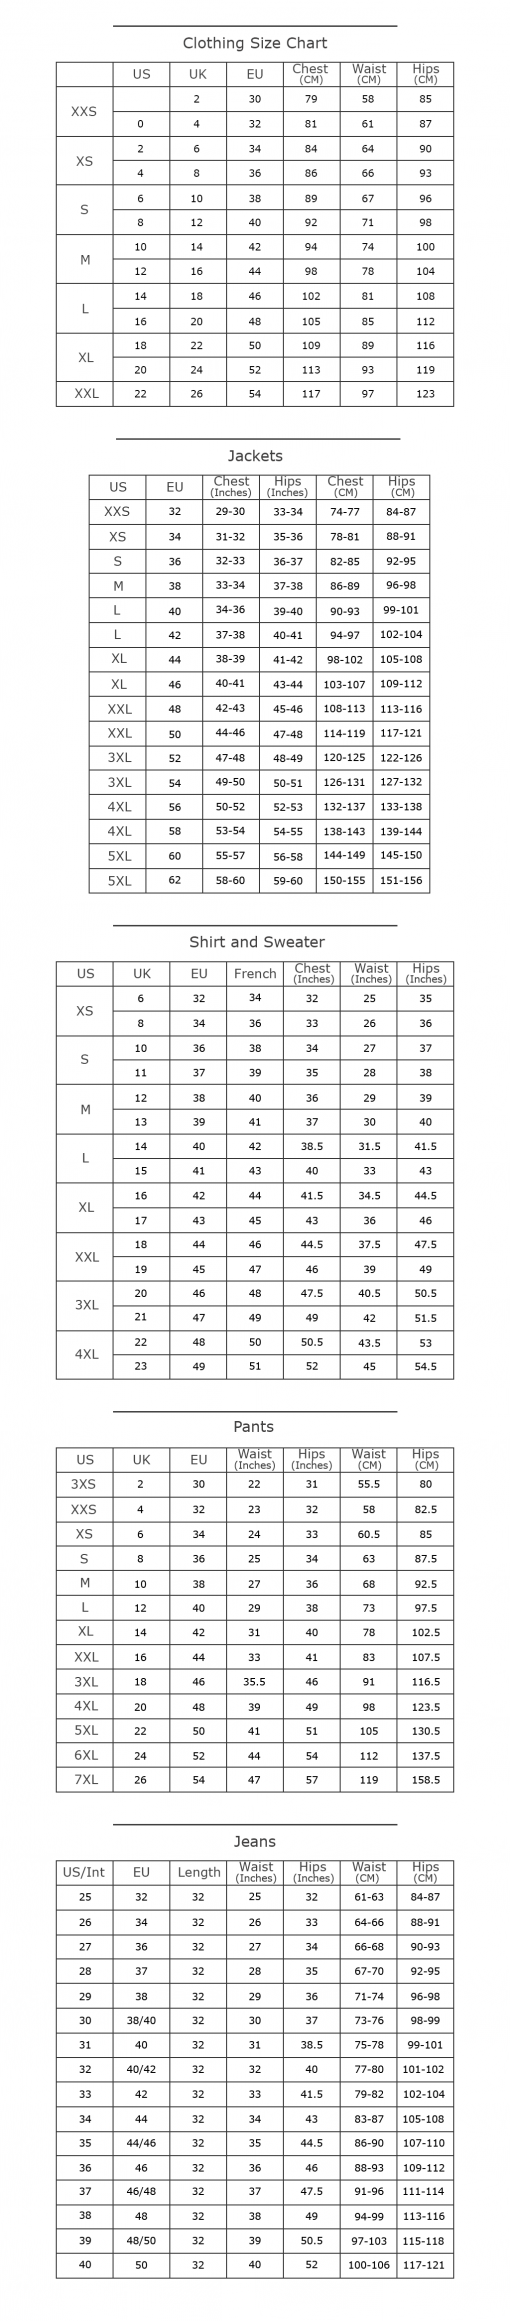 Clothing Size Chart
US UK EU Chest (CM) Waist (CM) Hips (CM)
XXS 2 30 79 58 85
0 4 32 81 61 87
XS 2 6 34 84 64 90
4 8 36 86 66 93
S 6 10 38 89 67 96
8 12 40 92 71 98
M 10 14 42 94 74 100
12 16 44 98 78 104
L 14 18 46 102 81 108
16 20 48 105 85 112
XL 18 22 50 109 89 116
20 24 52 113 93 119
XXL 22 26 54 117 97 123
Jackets
US EU Chest (Inches) Hips (Inches) Chest (CM) Hips (CM)
XXS 32 29-30 33-34 74-77 84-87
XS 34 31-32 35-36 78-81 88-91
S 36 32-33 36-37 82-85 92-95
M 38 33-34 37-38 86-89 96-98
L 40 34-36 39-40 90-93 99-101
L 42 37-38 40-41 94-97 102-104
XL 44 38-39 41-42 98-102 105-108
XL 46 40-41 43-44 103-107 109-112
XXL 48 42-43 45-46 108-113 113-116
XXL 50 44-46 47-48 114-119 117-121
3XL 52 47-48 48-49 120-125 122-126
3XL 54 49-50 50-51 126-131 127-132
4XL 56 50-52 52-53 132-137 133-138
4XL 58 53-54 54-55 138-143 139-144
5XL 60 55-57 56-58 144-149 145-150
5XL 62 58-60 59-60 150-155 151-156
Shirt and Sweater
US UK EU French Chest (Inches) Waist (Inches) Hips (Inches)
XS 6 32 34 32 25 35
8 34 36 33 26 36
S 10 36 38 34 27 37
11 37 39 35 28 38
M 12 38 40 36 29 39
13 39 41 37 30 40
L 14 40 42 38.5 31.5 41.5
15 41 43 40 33 43
XL 16 42 44 41.5 34.5 44.5
17 43 45 43 36 46
XXL 18 44 46 44.5 37.5 47.5
19 45 47 46 39 49
3XL 20 46 48 47.5 40.5 50.5
21 47 49 49 42 51.5
4XL 22 48 50 50.5 43.5 53
23 49 51 52 45 54.5
Pants
US UK EU Waist (Inches) Hips (Inches) Waist (CM) Hips (CM)
3XS 2 30 22 31 55.5 80
XXS 4 32 23 32 58 82.5
XS 6 34 24 33 60.5 85
S 8 36 25 34 63 87.5
M 10 38 27 36 68 92.5
L 12 40 29 38 73 97.5
XL 14 42 31 40 78 102.5
XXL 16 44 33 41 83 107.5
3XL 18 46 35.5 46 91 116.5
4XL 20 48 39 49 98 123.5
5XL 22 50 41 51 105 130.5
6XL 24 52 44 54 112 137.5
7XL 26 54 47 57 119 158.5
Jeans
US/Int EU Length Waist (Inches) Hips (Inches) Waist (CM) Hips (CM)
25 32 32 25 32 61-63 84-87
26 34 32 26 33 64-66 88-91
27 36 32 27 34 66-68 90-93
28 37 32 28 35 67-70 92-95
29 38 32 29 36 71-74 96-98
30 38/40 32 30 37 73-76 98-99
31 40 32 31 38.5 75-78 99-101
32 40/42 32 32 40 77-80 101-102
33 42 32 33 41.5 79-82 102-104
34 44 32 34 43 83-87 105-108
35 44/46 32 35 44.5 86-90 107-110
36 46 32 36 46 88-93 109-112
37 46/48 32 37 47.5 91-96 111-114
38 48 32 38 49 94-99 113-116
39 48/50 32 39 50.5 97-103 115-118
40 50 32 40 52 100-106 117-121